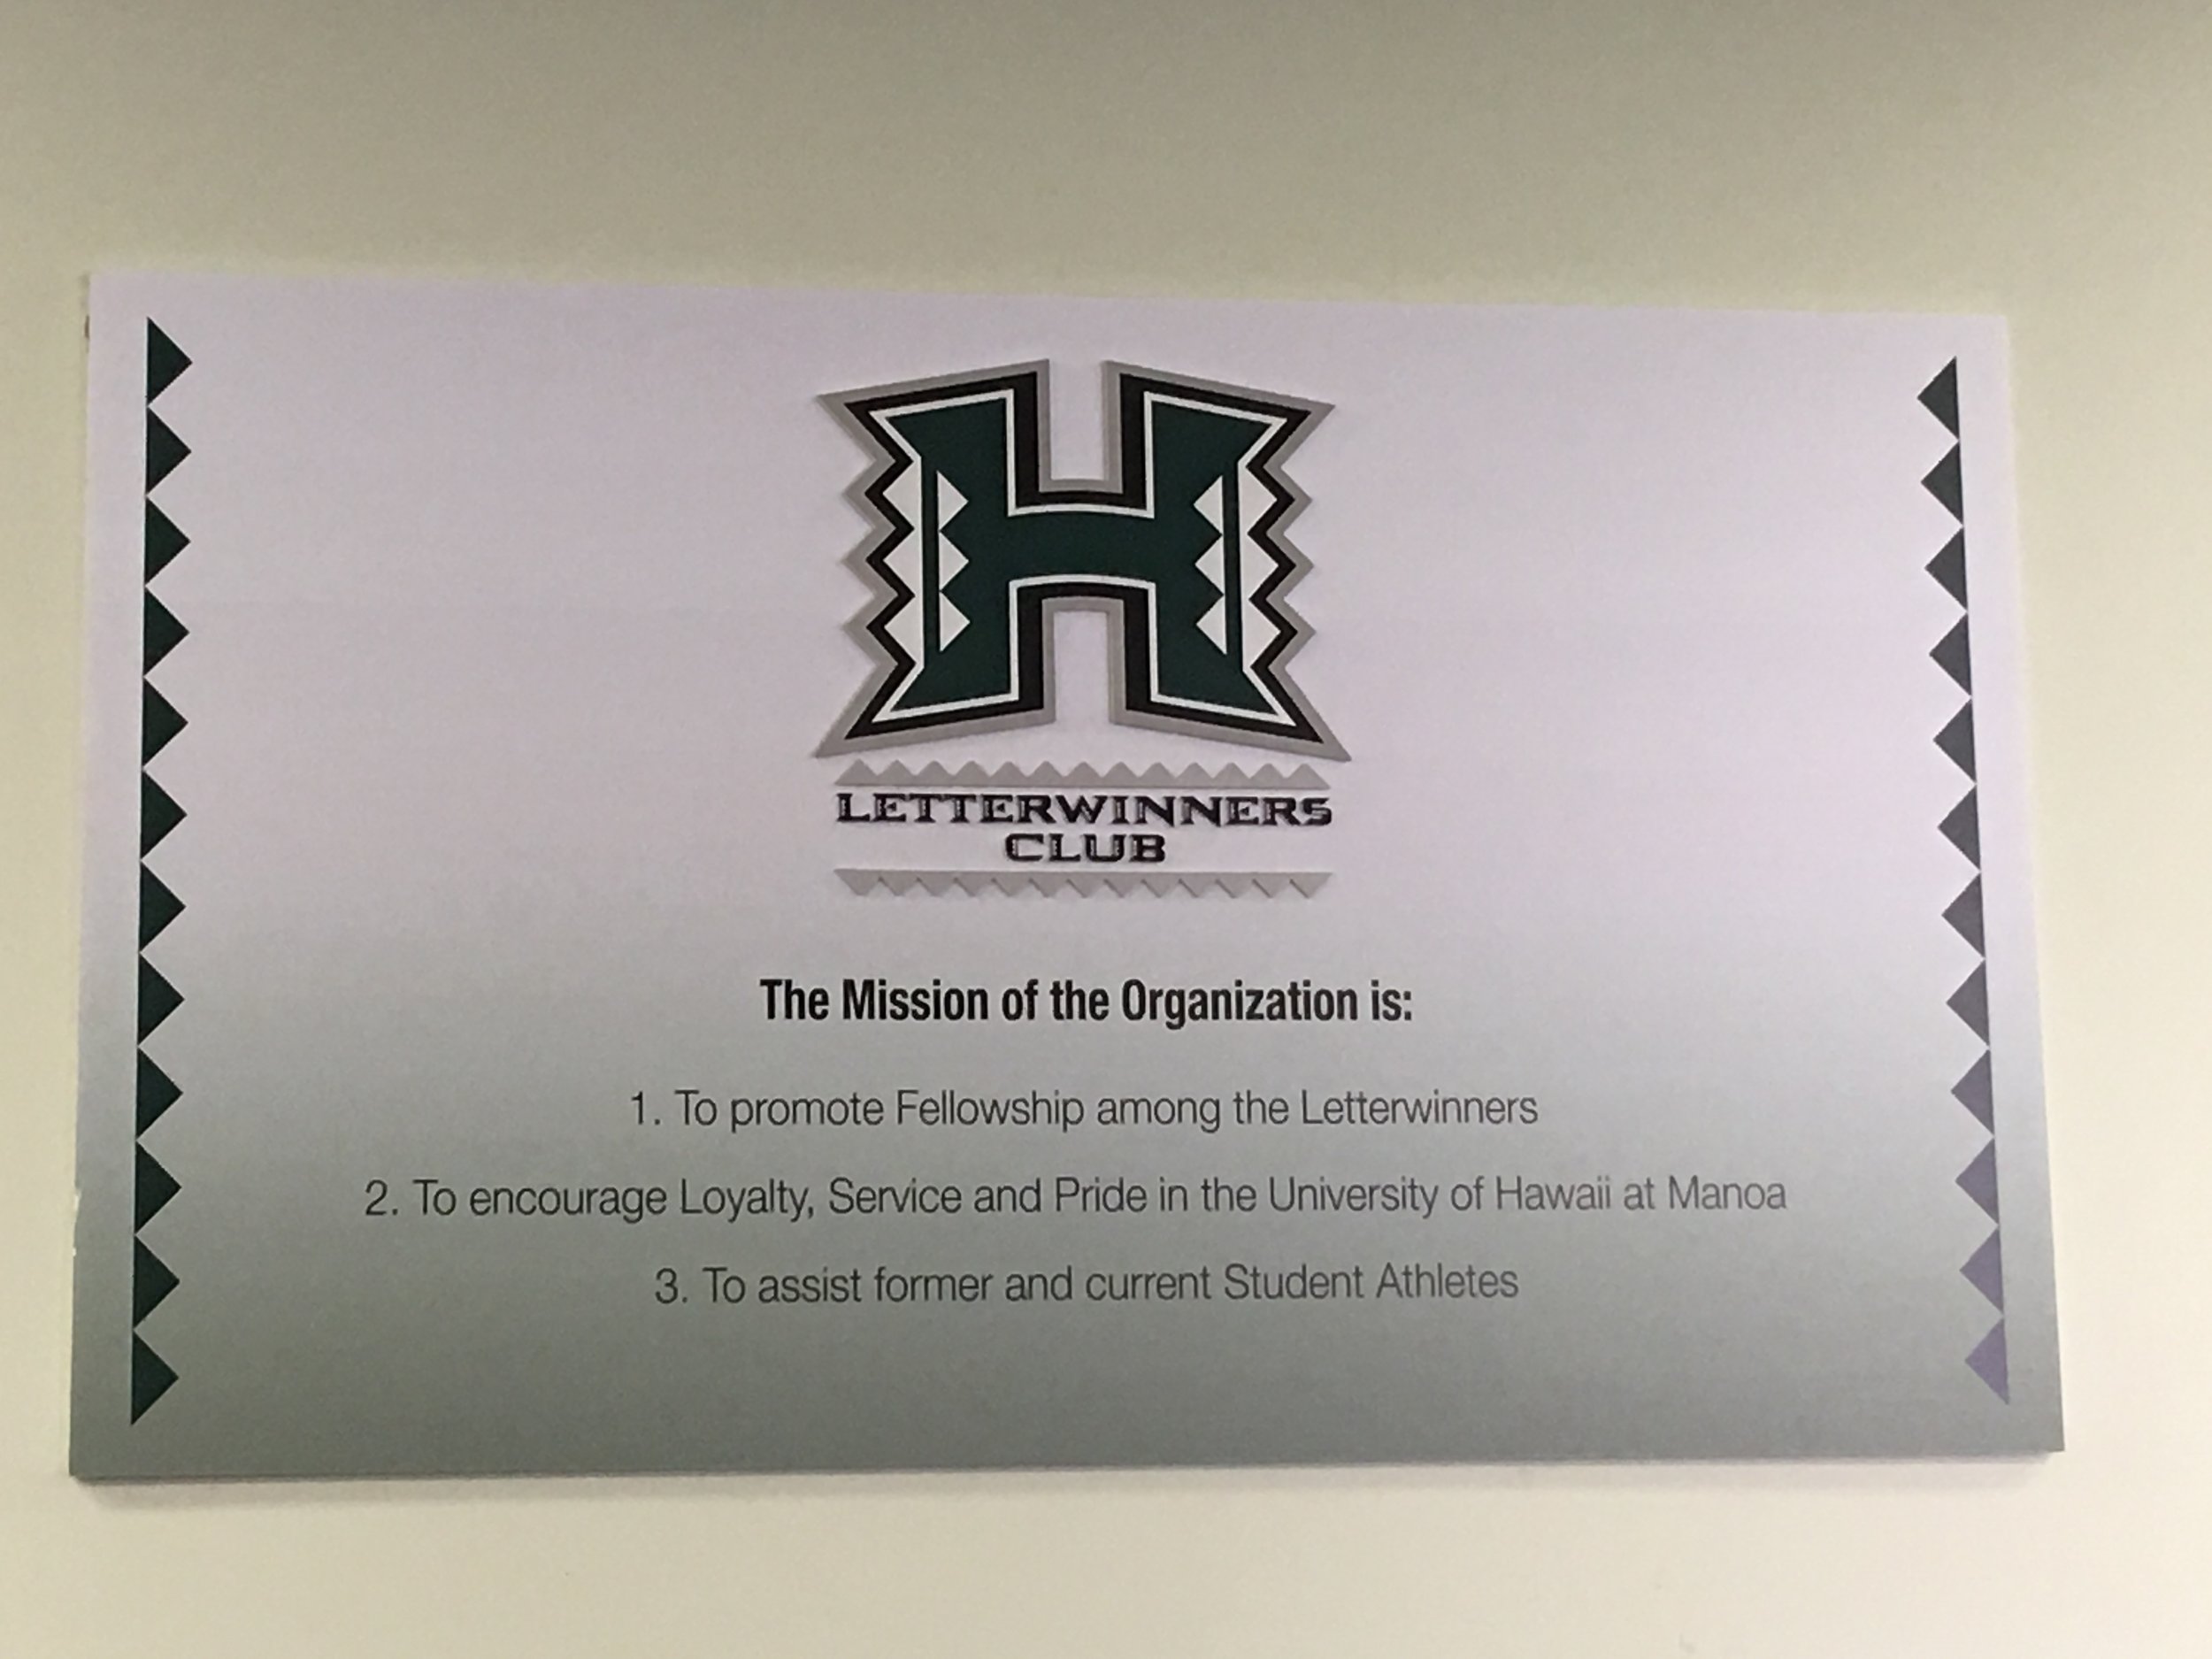 H
LETTERWINNERS
CLUB
The Mission of the Organization is:
1. To promote Fellowship among the Letterwinners
2. To encourage Loyalty, Service and Pride in the University of Hawaii at Manoa
3. To assist former and current Student Athletes